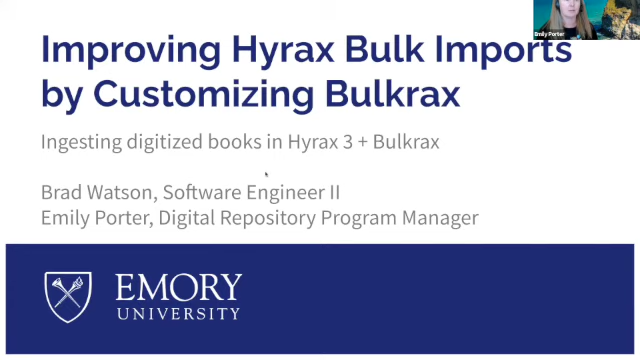 Improving Hyrax Bulk Imports
by Customizing Bulkrax
Ingesting digitized books in Hyrax 3 + Bulkrax
Brad Watson, Software Engineer II
Emily Porter, Digital Repository Program Manager
EMORY
UNIVERSITY
Emily Porter